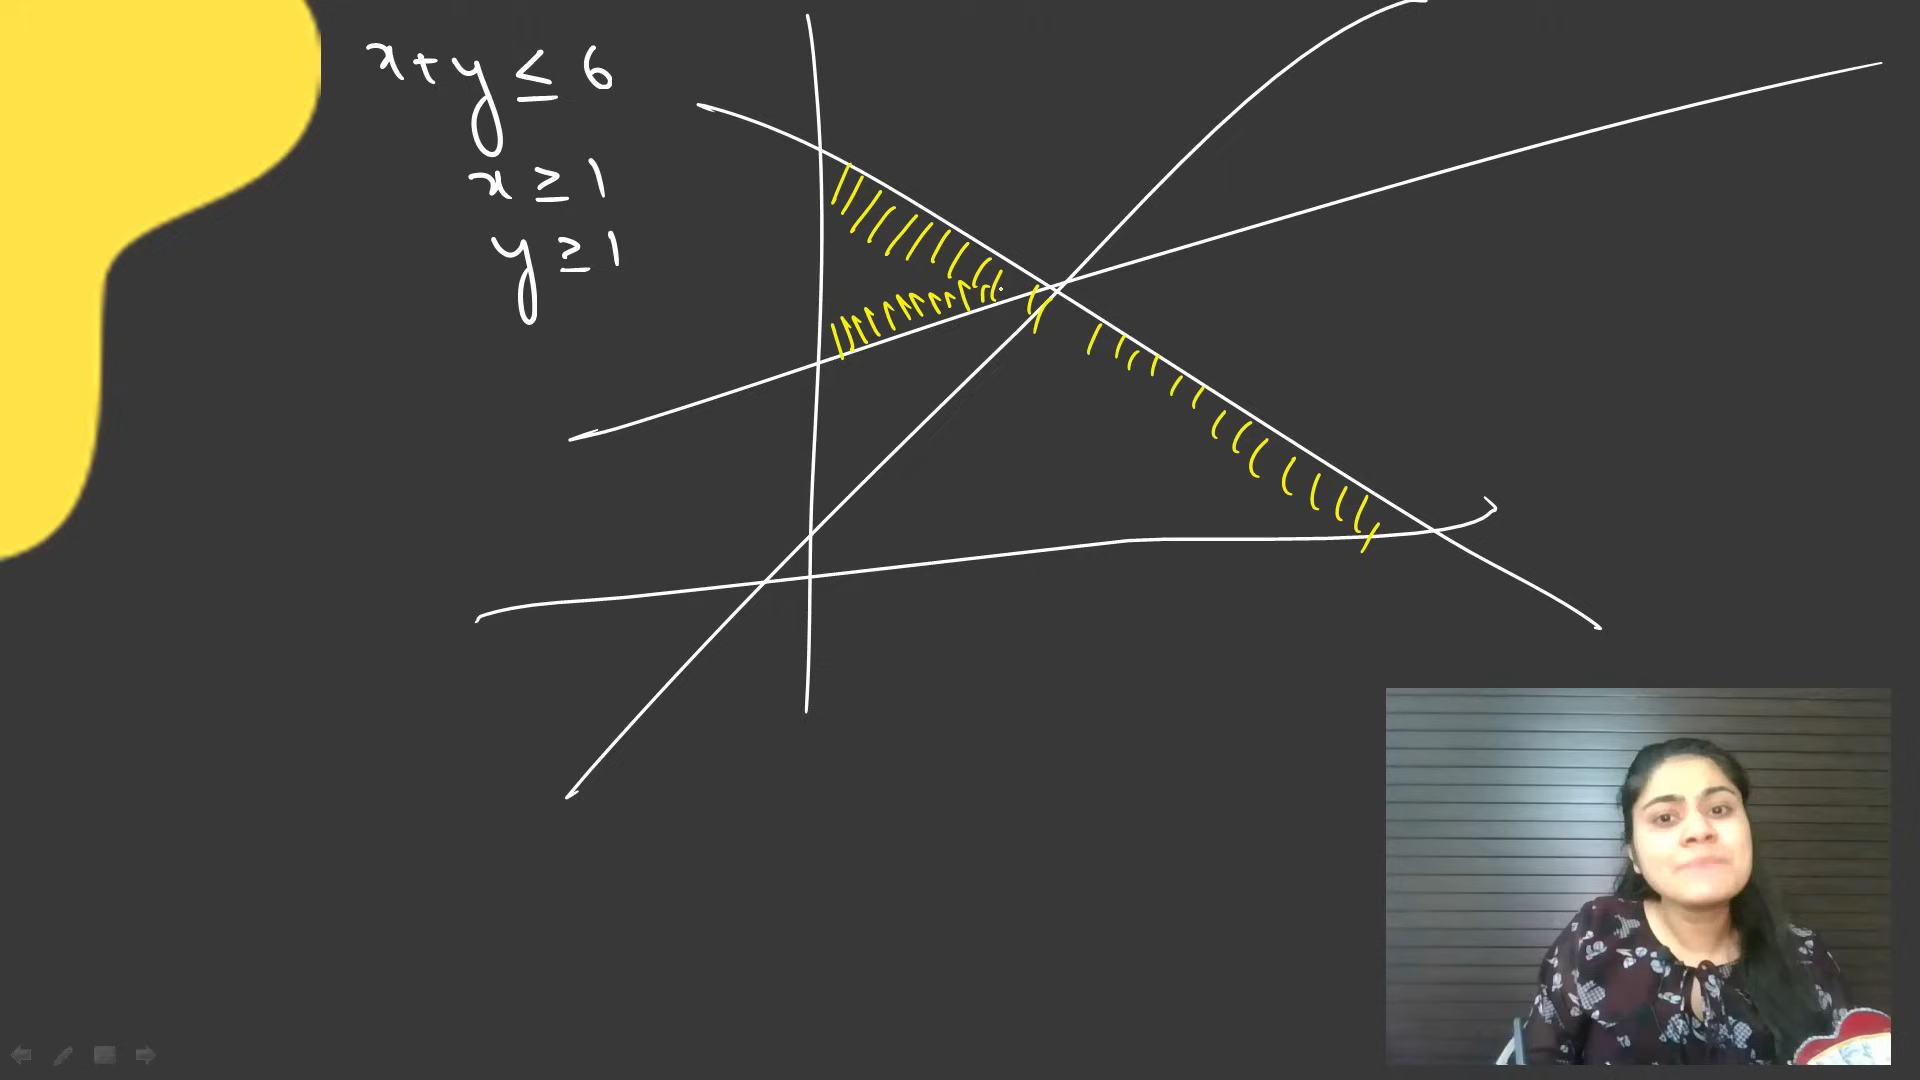 x+y ≤ 6
x ≥ 1
y ≥ 1